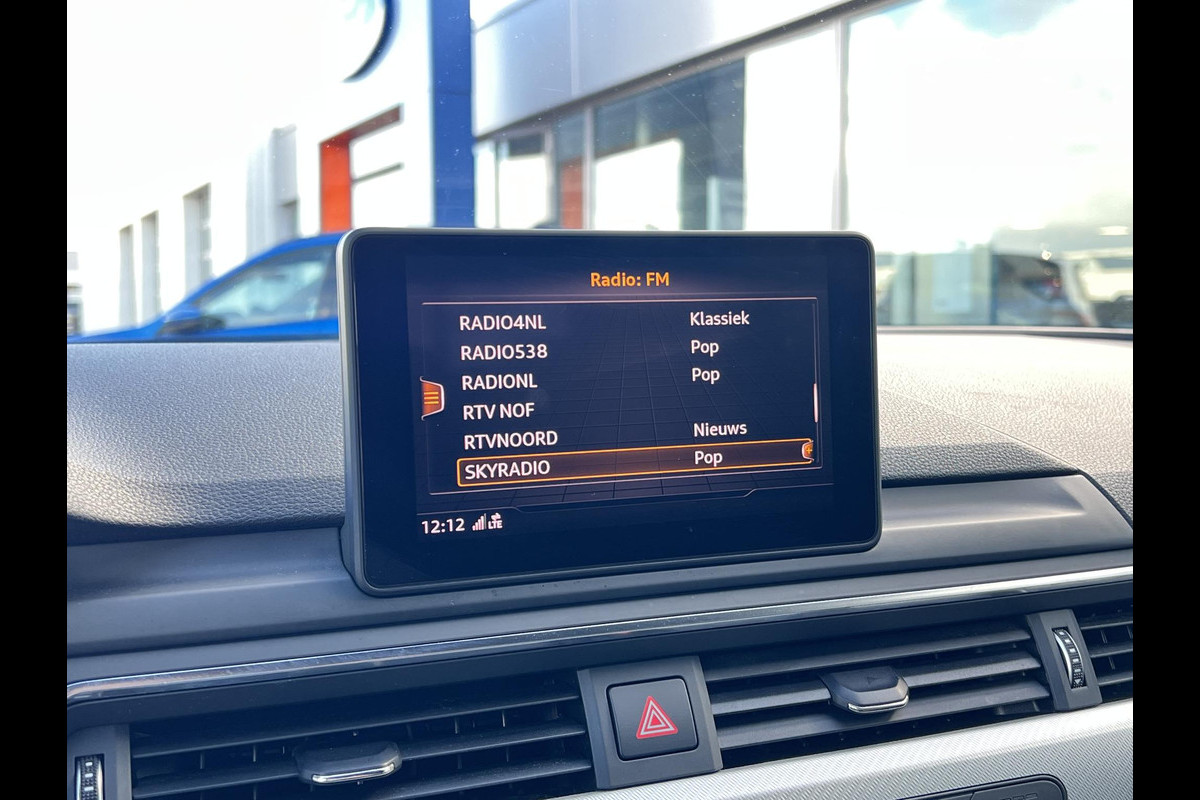 Radio: FM
RADIO4NL Klassiek
RADIO538 Pop
RADIONL Pop
RTV NOF
RTVNOORD Nieuws
SKYRADIO Pop
12:12 LTE